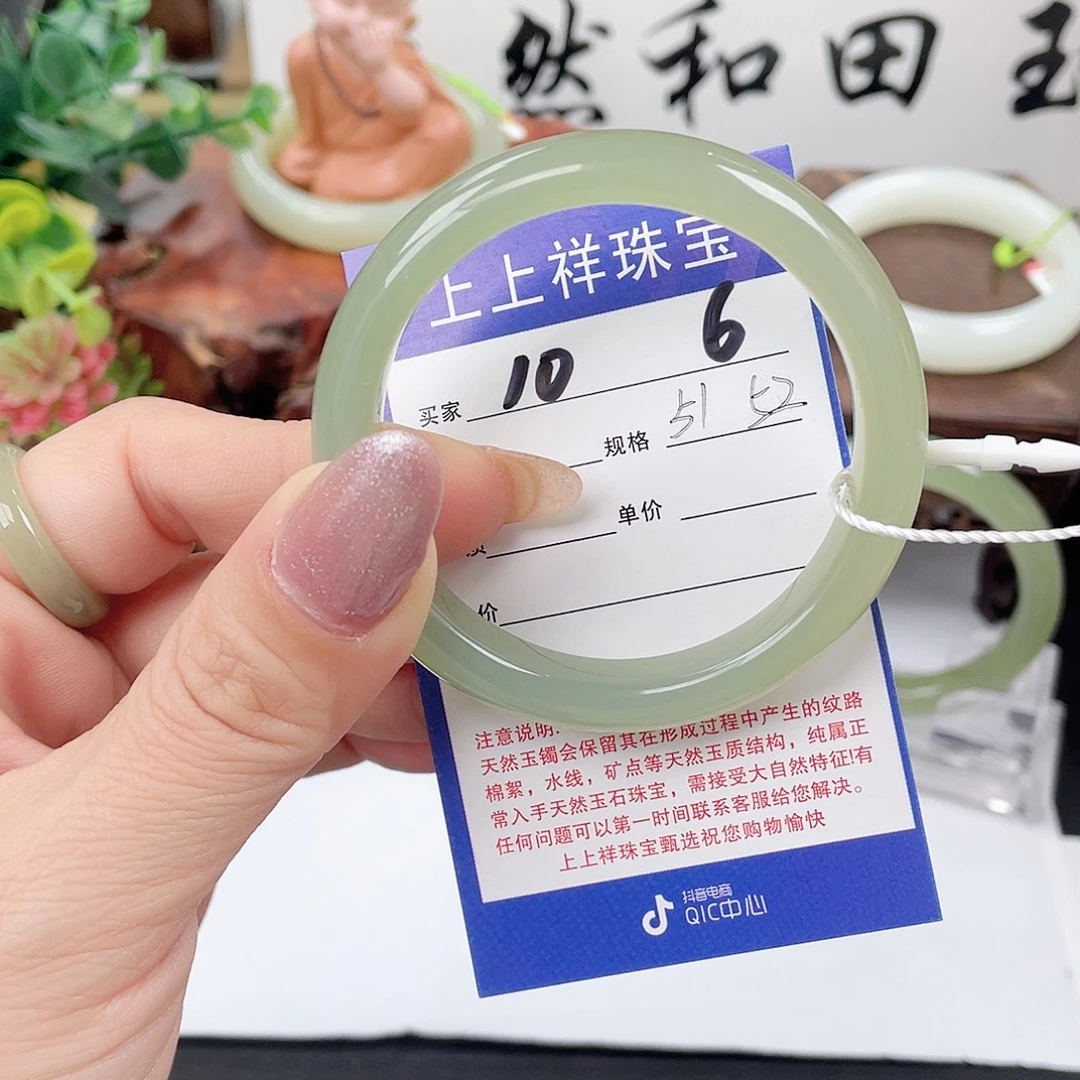 然和田玉
上上祥珠宝
10 6
买家
规格 51 52
单价
价
注意说明:
天然玉镯会保留其在形成过程中产生的纹路
棉絮，水线，矿点等天然玉质结构，纯属正
常入手天然玉石珠宝，需接受大自然特征!有
任何问题可以第一时间联系客服给您解决。
上上祥珠宝甄选祝您购物愉快
抖音电商
QIC中心